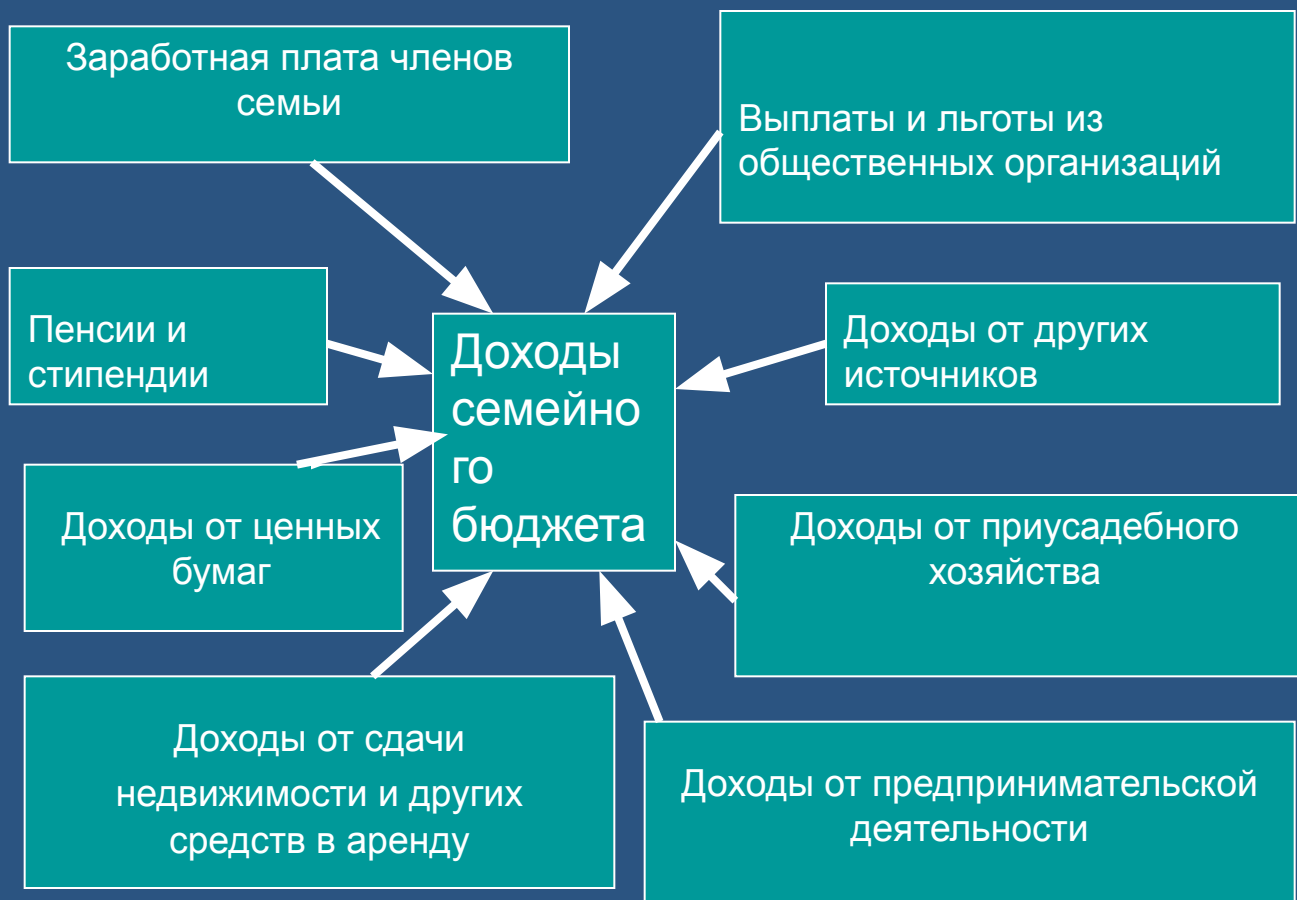 Заработная плата членов
семьи
Выплаты и льготы из
общественных организаций
Пенсии и
стипендии
Доходы
семейно
го
бюджета
Доходы от других
источников
Доходы от ценных
бумаг
Доходы от приусадебного
хозяйства
Доходы от сдачи
недвижимости и других
средств в аренду
Доходы от предпринимательской
деятельности